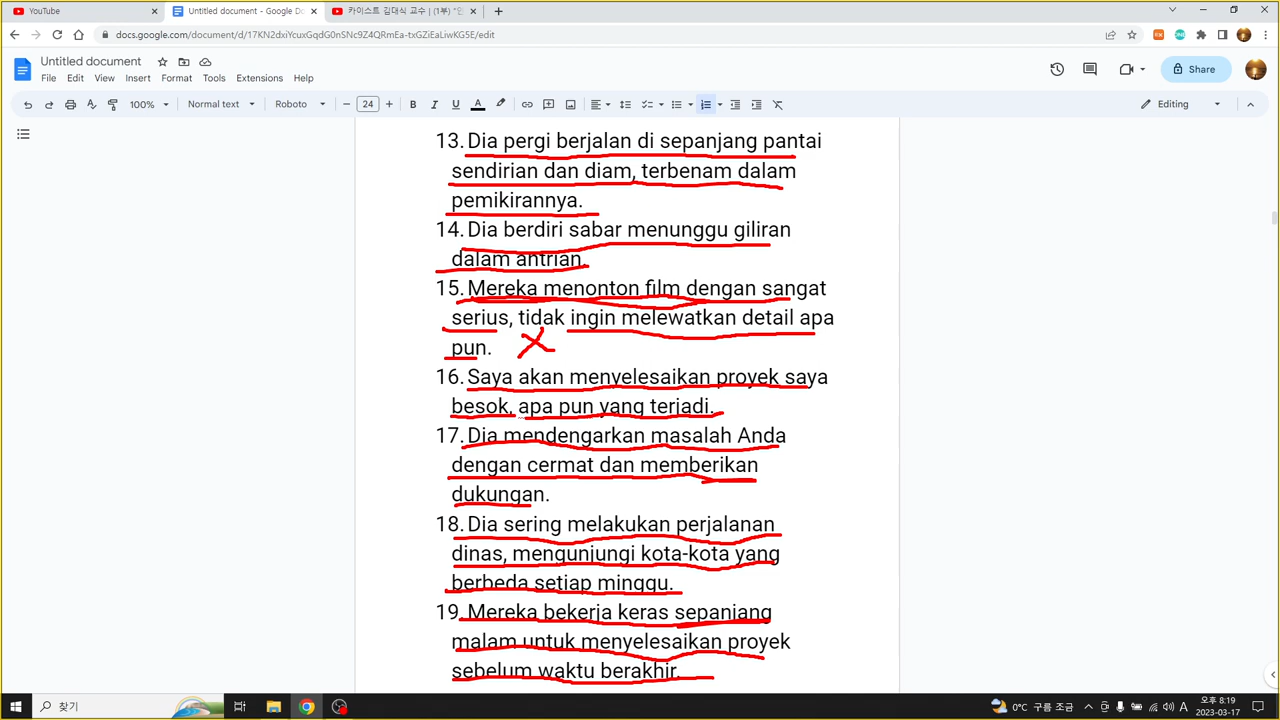 YouTube
Untitled document - Google Do
카이스트 김대식 교수 | (1부) "인
docs.google.com/document/d/17KN2dxiYcuxGqdG0nSNc9Z4QRmEa-txGZiEaLiwKG5E/edit
Untitled document
File Edit View Insert Format Tools Extensions Help
Share
100% Normal text Roboto 24 Editing
13. Dia pergi berjalan di sepanjang pantai
sendirian dan diam, terbenam dalam
pemikirannya.
14. Dia berdiri sabar menunggu giliran
dalam antrian.
15. Mereka menonton film dengan sangat
serius, tidak ingin melewatkan detail apa
pun.
16. Saya akan menyelesaikan proyek saya
besok, apa pun yang terjadi.
17. Dia mendengarkan masalah Anda
dengan cermat dan memberikan
dukungan.
18. Dia sering melakukan perjalanan
dinas, mengunjungi kota-kota yang
berbeda setiap minggu.
19. Mereka bekerja keras sepanjang
malam untuk menyelesaikan proyek
sebelum waktu berakhir.
찾기
0°C 구름 조금
A
오후 8:19
2023-03-17